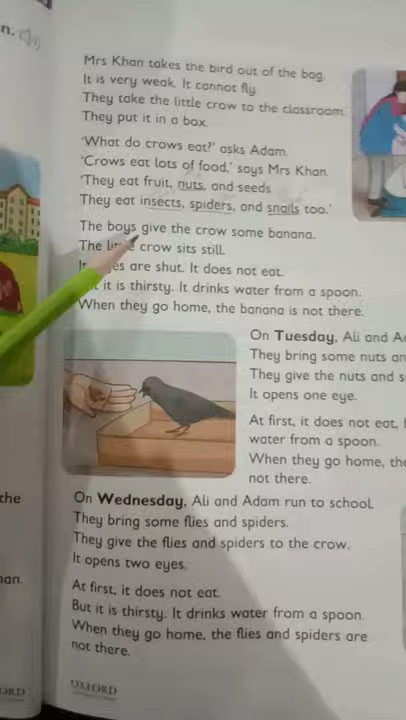 n.
Mrs Khan takes the bird out of the bag.
It is very weak. It cannot fly.
They take the little crow to the classroom.
They put it in a box.
'What do crows eat?' asks Adam.
'Crows eat lots of food,' says Mrs Khan.
'They eat fruit, nuts, and seeds.
They eat insects, spiders, and snails too.'
The boys give the crow some banana.
The crow sits still.
are shut. It does not eat.
it is thirsty. It drinks water from a spoon.
When they go home, the banana is not there.
On Tuesday, Ali and
They bring some nuts
They give the nuts and
It opens one eye.
At first, it does not eat,
water from a spoon.
When they go home, the
not there.
the
On Wednesday, Ali and Adam run to school.
They bring some flies and spiders.
They give the flies and spiders to the crow.
It opens two eyes.
At first, it does not eat.
But it is thirsty. It drinks water from a spoon.
When they go home, the flies and spiders are
not there.
OXFORD